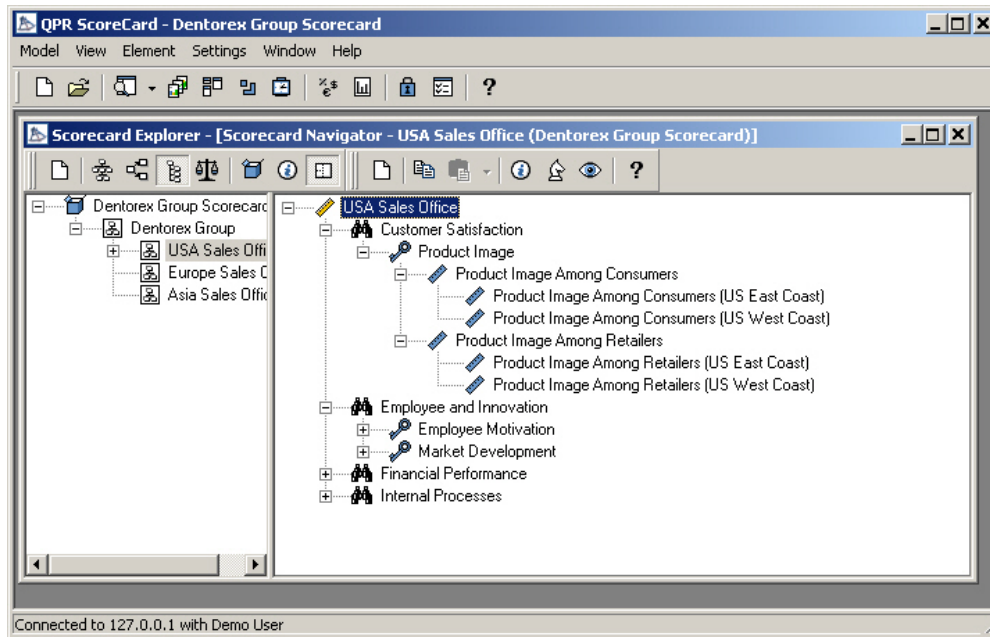 QPR ScoreCard - Dentorex Group Scorecard
Model View Element Settings Window Help
Scorecard Explorer - [Scorecard Navigator - USA Sales Office (Dentorex Group Scorecard)]
Dentorex Group Scorecard
Dentorex Group
USA Sales Offi
Europe Sales O
Asia Sales Offic
USA Sales Office
Customer Satisfaction
Product Image
Product Image Among Consumers
Product Image Among Consumers (US East Coast)
Product Image Among Consumers (US West Coast)
Product Image Among Retailers
Product Image Among Retailers (US East Coast)
Product Image Among Retailers (US West Coast)
Employee and Innovation
Employee Motivation
Market Development
Financial Performance
Internal Processes
Connected to 127.0.0.1 with Demo User